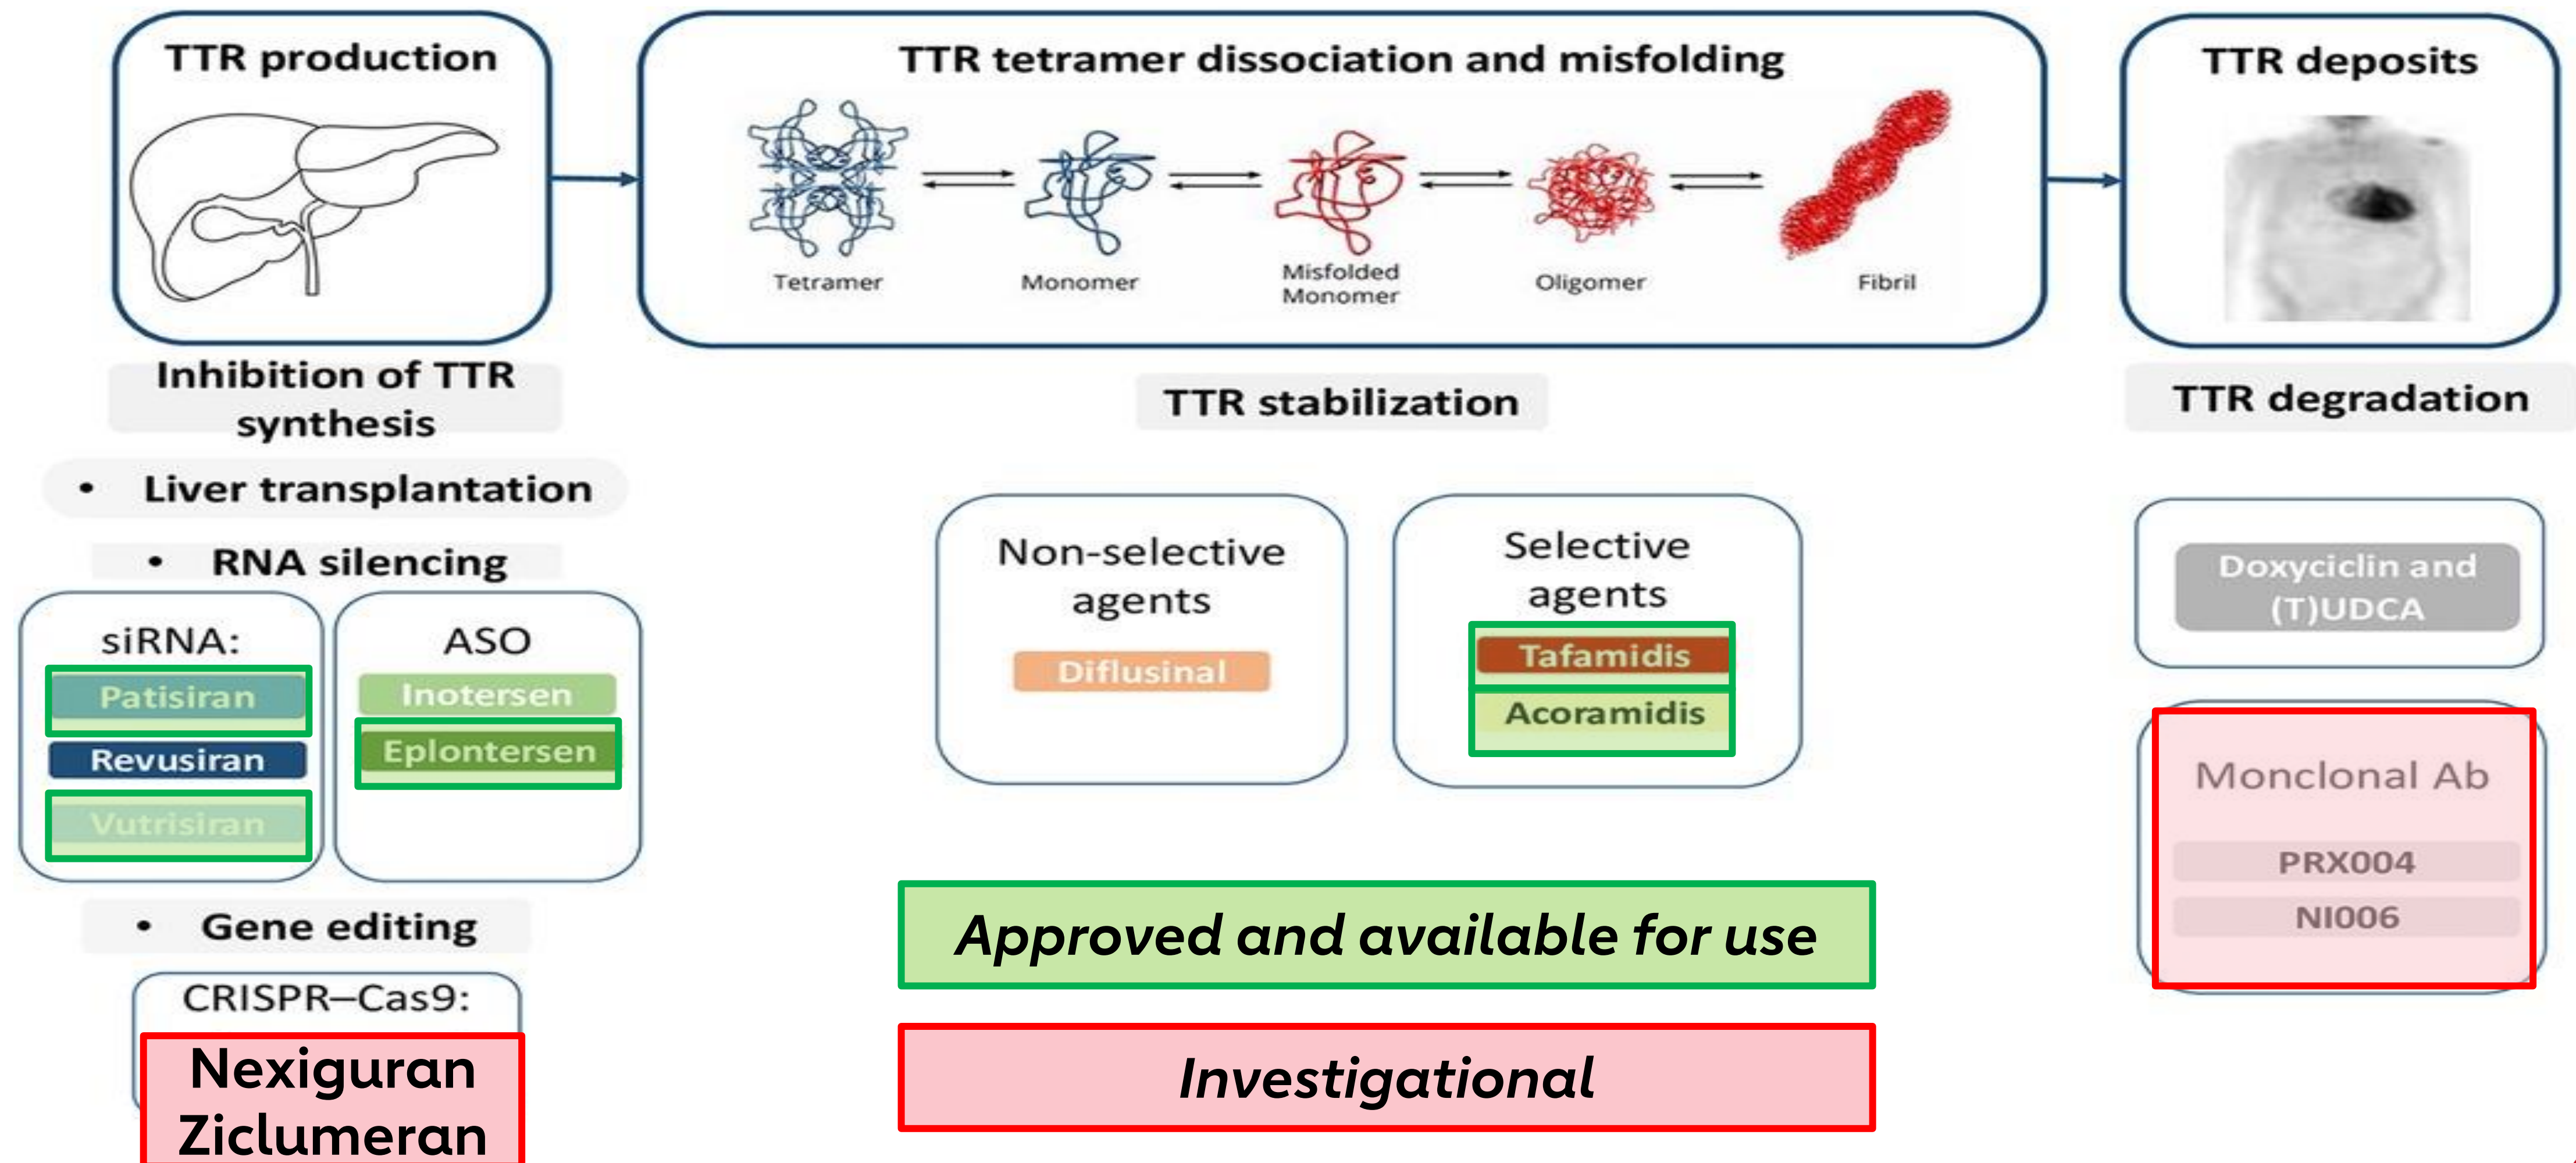 TTR production
TTR tetramer dissociation and misfolding
TTR deposits
Tetramer
Monomer
Misfolded
Monomer
Oligomer
Fibril
Inhibition of TTR
synthesis
• Liver transplantation
• RNA silencing
siRNA:
Patisiran
Revusiran
Vutrisiran
ASO
Inotersen
Eplontersen
• Gene editing
CRISPR–Cas9:
Nexiguran
Ziclumeran
TTR stabilization
Non-selective
agents
Diflusinal
Selective
agents
Tafamidis
Acoramidis
Approved and available for use
Investigational
TTR degradation
Doxyciclin and
(T)UDCA
Monclonal Ab
PRX004
NI006